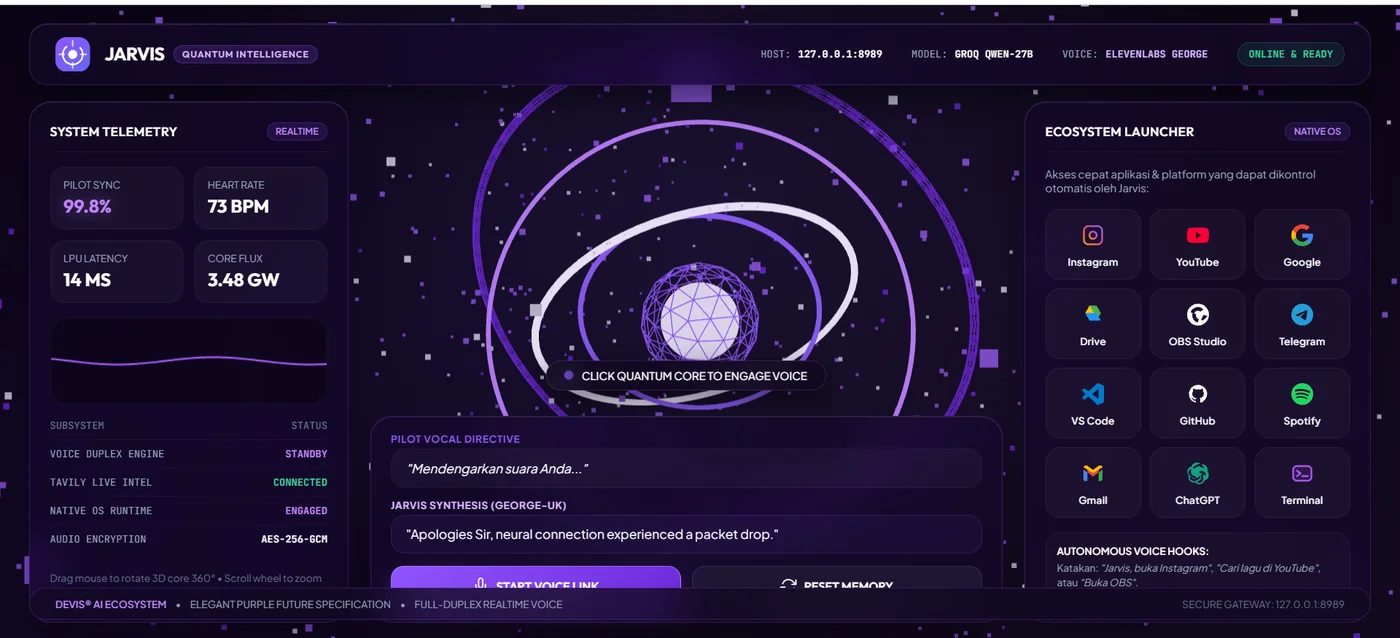 JARVIS
QUANTUM INTELLIGENCE
HOST: 127.0.0.1:8989
MODEL: GROQ QWEN-27B
VOICE: ELEVENLABS GEORGE
ONLINE & READY
SYSTEM TELEMETRY
REALTIME
PILOT SYNC
99.8%
HEART RATE
73 BPM
LPU LATENCY
14 MS
CORE FLUX
3.48 GW
SUBSYSTEM STATUS
VOICE DUPLEX ENGINE STANDBY
TAVILY LIVE INTEL CONNECTED
NATIVE OS RUNTIME ENGAGED
AUDIO ENCRYPTION AES-256-GCM
Drag mouse to rotate 3D core 360° • Scroll wheel to zoom
CLICK QUANTUM CORE TO ENGAGE VOICE
PILOT VOCAL DIRECTIVE
"Mendengarkan suara Anda..."
JARVIS SYNTHESIS (GEORGE-UK)
"Apologies Sir, neural connection experienced a packet drop."
START VOICE LINK
RESET MEMORY
ECOSYSTEM LAUNCHER
NATIVE OS
Akses cepat aplikasi & platform yang dapat dikontrol
otomatis oleh Jarvis:
Instagram
YouTube
Google
Drive
OBS Studio
Telegram
VS Code
GitHub
Spotify
Gmail
ChatGPT
Terminal
AUTONOMOUS VOICE HOOKS:
Katakan: "Jarvis, buka Instagram", "Cari lagu di YouTube",
atau "Buka OBS".
DEVIS® AI ECOSYSTEM • ELEGANT PURPLE FUTURE SPECIFICATION • FULL-DUPLEX REALTIME VOICE
SECURE GATEWAY: 127.0.0.1:8989